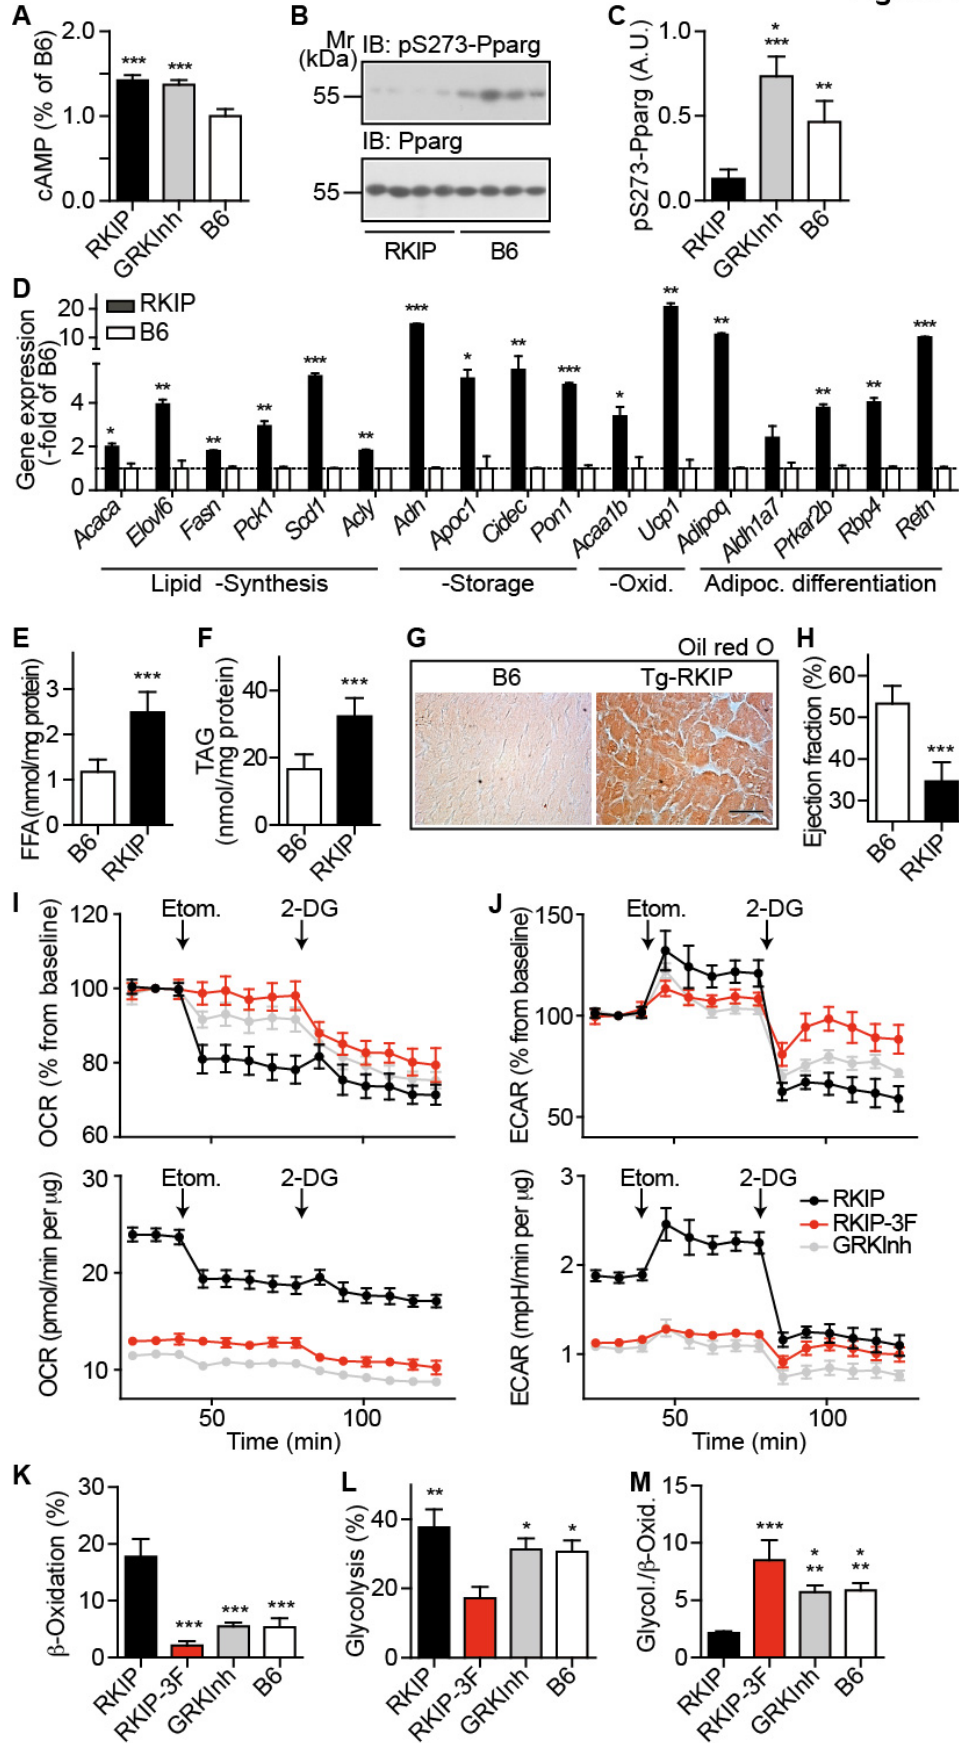 A
cAMP (% of B6)
2.0
1.0
0.0
***
***
RKIP
GRKInh
B6
B
Mr
(kDa)
IB: pS273-Pparg
55
IB: Pparg
55
RKIP
B6
C
pS273-Pparg (A.U.)
1.0
0.5
0.0
*
***
**
RKIP
GRKInh
B6
D
Gene expression
(-fold of B6)
20
10
4
2
0
RKIP
B6
*
**
**
**
***
**
***
*
**
***
*
**
**
**
**
***
Acaca
Elovl6
Fasn
Pck1
Scd1
Acly
Adn
Apoc1
Cidec
Pon1
Acaa1b
Ucp1
Adipoq
Aldh1a7
Prkar2b
Rbp4
Retn
Lipid -Synthesis
-Storage
-Oxid.
Adipoc. differentiation
E
FFA (nmol/mg protein)
3
2
1
0
***
B6
RKIP
F
TAG
(nmol/mg protein)
40
20
0
***
B6
RKIP
G
Oil red O
B6
Tg-RKIP
H
Ejection fraction (%)
60
50
40
30
***
B6
RKIP
I
OCR (% from baseline)
120
100
80
60
Etom.
2-DG
OCR (pmol/min per µg)
30
20
10
Etom.
2-DG
50
100
Time (min)
J
ECAR (% from baseline)
150
100
50
Etom.
2-DG
ECAR (mpH/min per µg)
3
2
1
Etom.
2-DG
RKIP
RKIP-3F
GRKInh
50
100
Time (min)
K
β-Oxidation (%)
30
20
10
0
***
***
***
RKIP
RKIP-3F
GRKInh
B6
L
Glycolysis (%)
40
20
0
**
*
*
RKIP
RKIP-3F
GRKInh
B6
M
Glycol./β-Oxid.
15
10
5
0
***
*
**
*
**
RKIP
RKIP-3F
GRKInh
B6